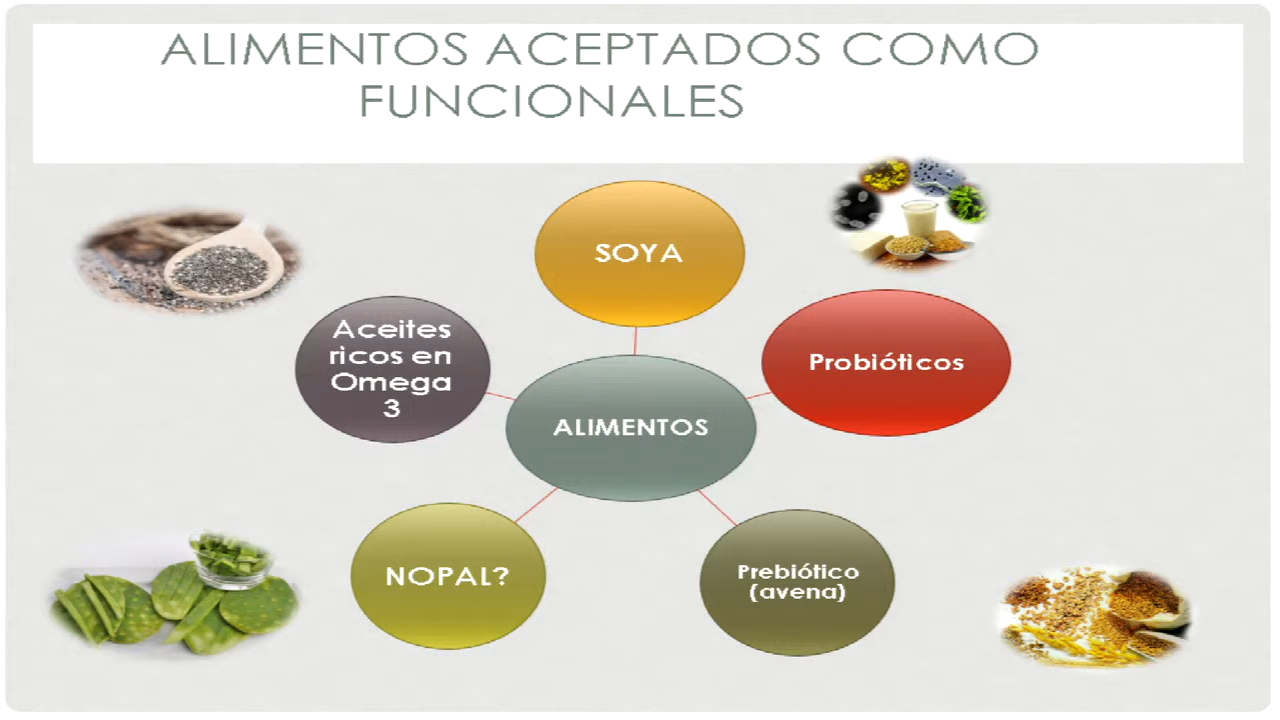 ALIMENTOS ACEPTADOS COMO
FUNCIONALES
SOYA
Aceites
ricos en
Omega
3
Probióticos
ALIMENTOS
NOPAL?
Prebiótico
(avena)